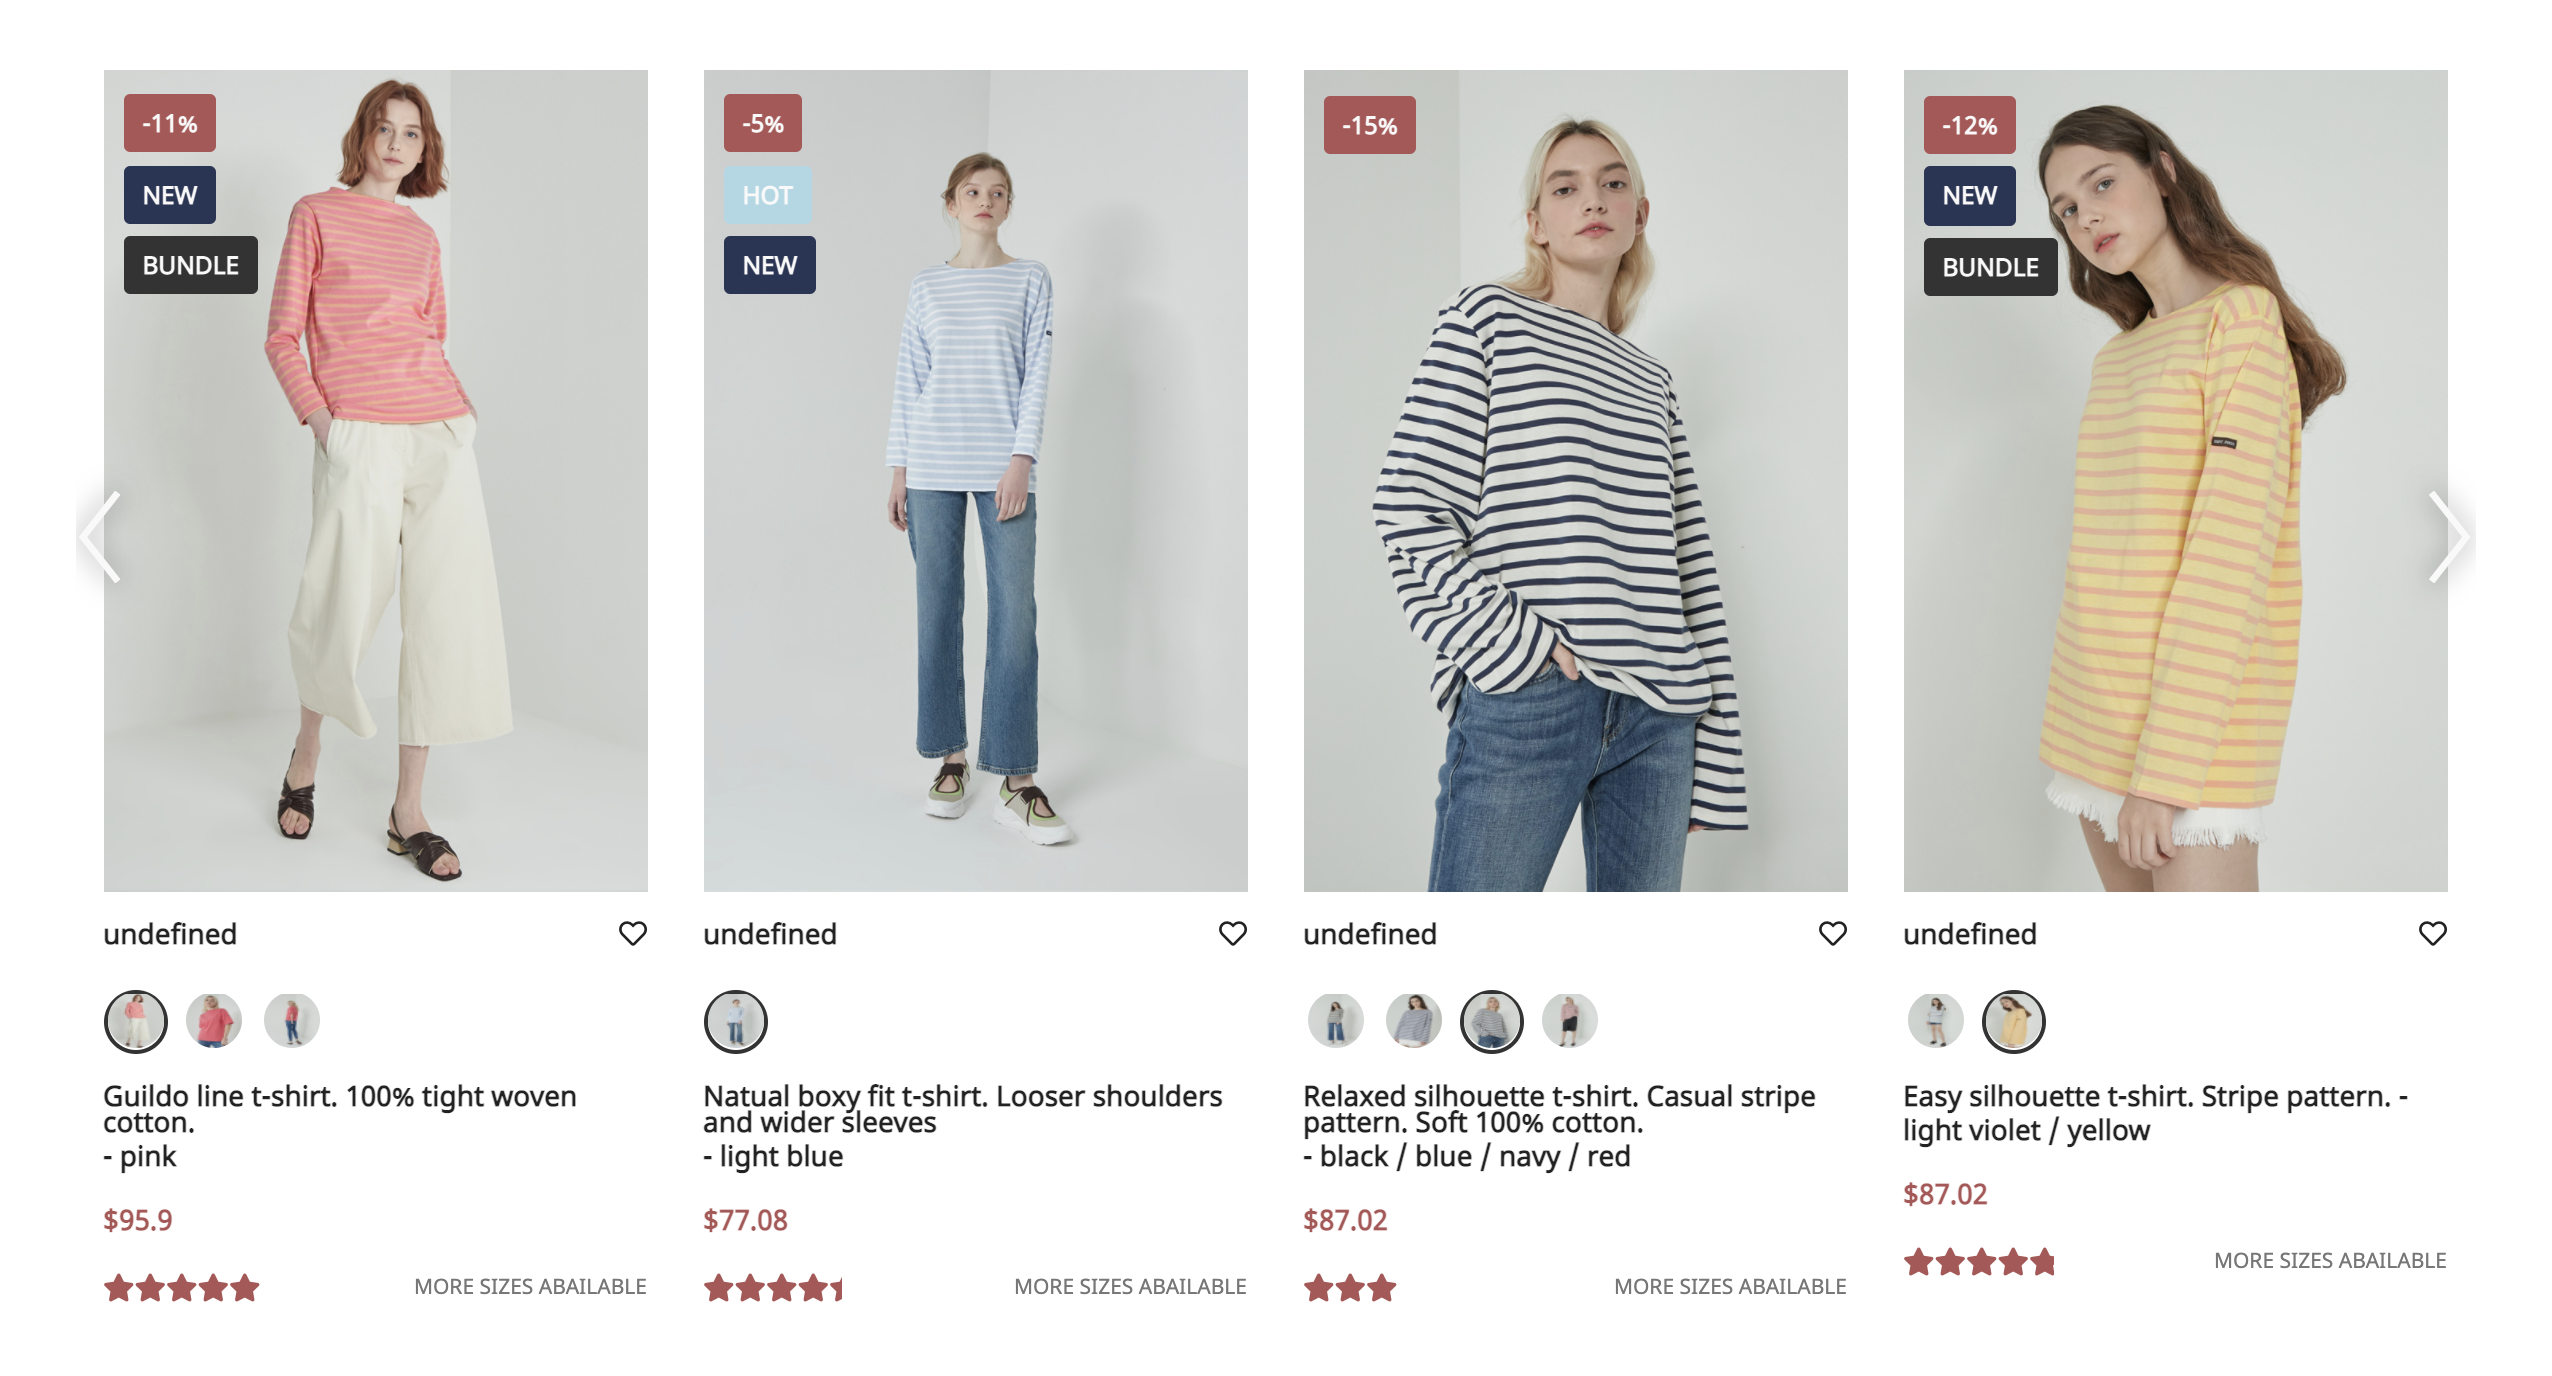 -11%
NEW
BUNDLE
undefined
Guildo line t-shirt. 100% tight woven
cotton.
- pink
$95.9
MORE SIZES ABAILABLE
-5%
HOT
NEW
undefined
Natual boxy fit t-shirt. Looser shoulders
and wider sleeves
- light blue
$77.08
MORE SIZES ABAILABLE
-15%
undefined
Relaxed silhouette t-shirt. Casual stripe
pattern. Soft 100% cotton.
- black / blue / navy / red
$87.02
MORE SIZES ABAILABLE
-12%
NEW
BUNDLE
undefined
Easy silhouette t-shirt. Stripe pattern. -
light violet / yellow
$87.02
MORE SIZES ABAILABLE